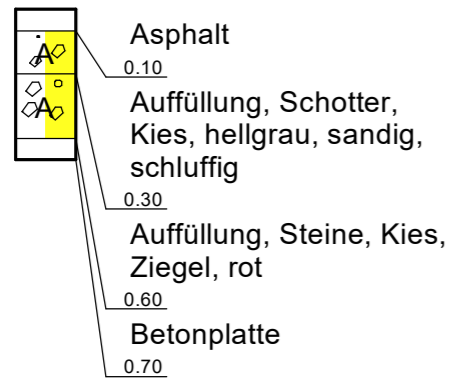 Asphalt
0.10
A
Auffüllung, Schotter,
Kies, hellgrau, sandig,
schluffig
0.30
A
Auffüllung, Steine, Kies,
Ziegel, rot
0.60
Betonplatte
0.70